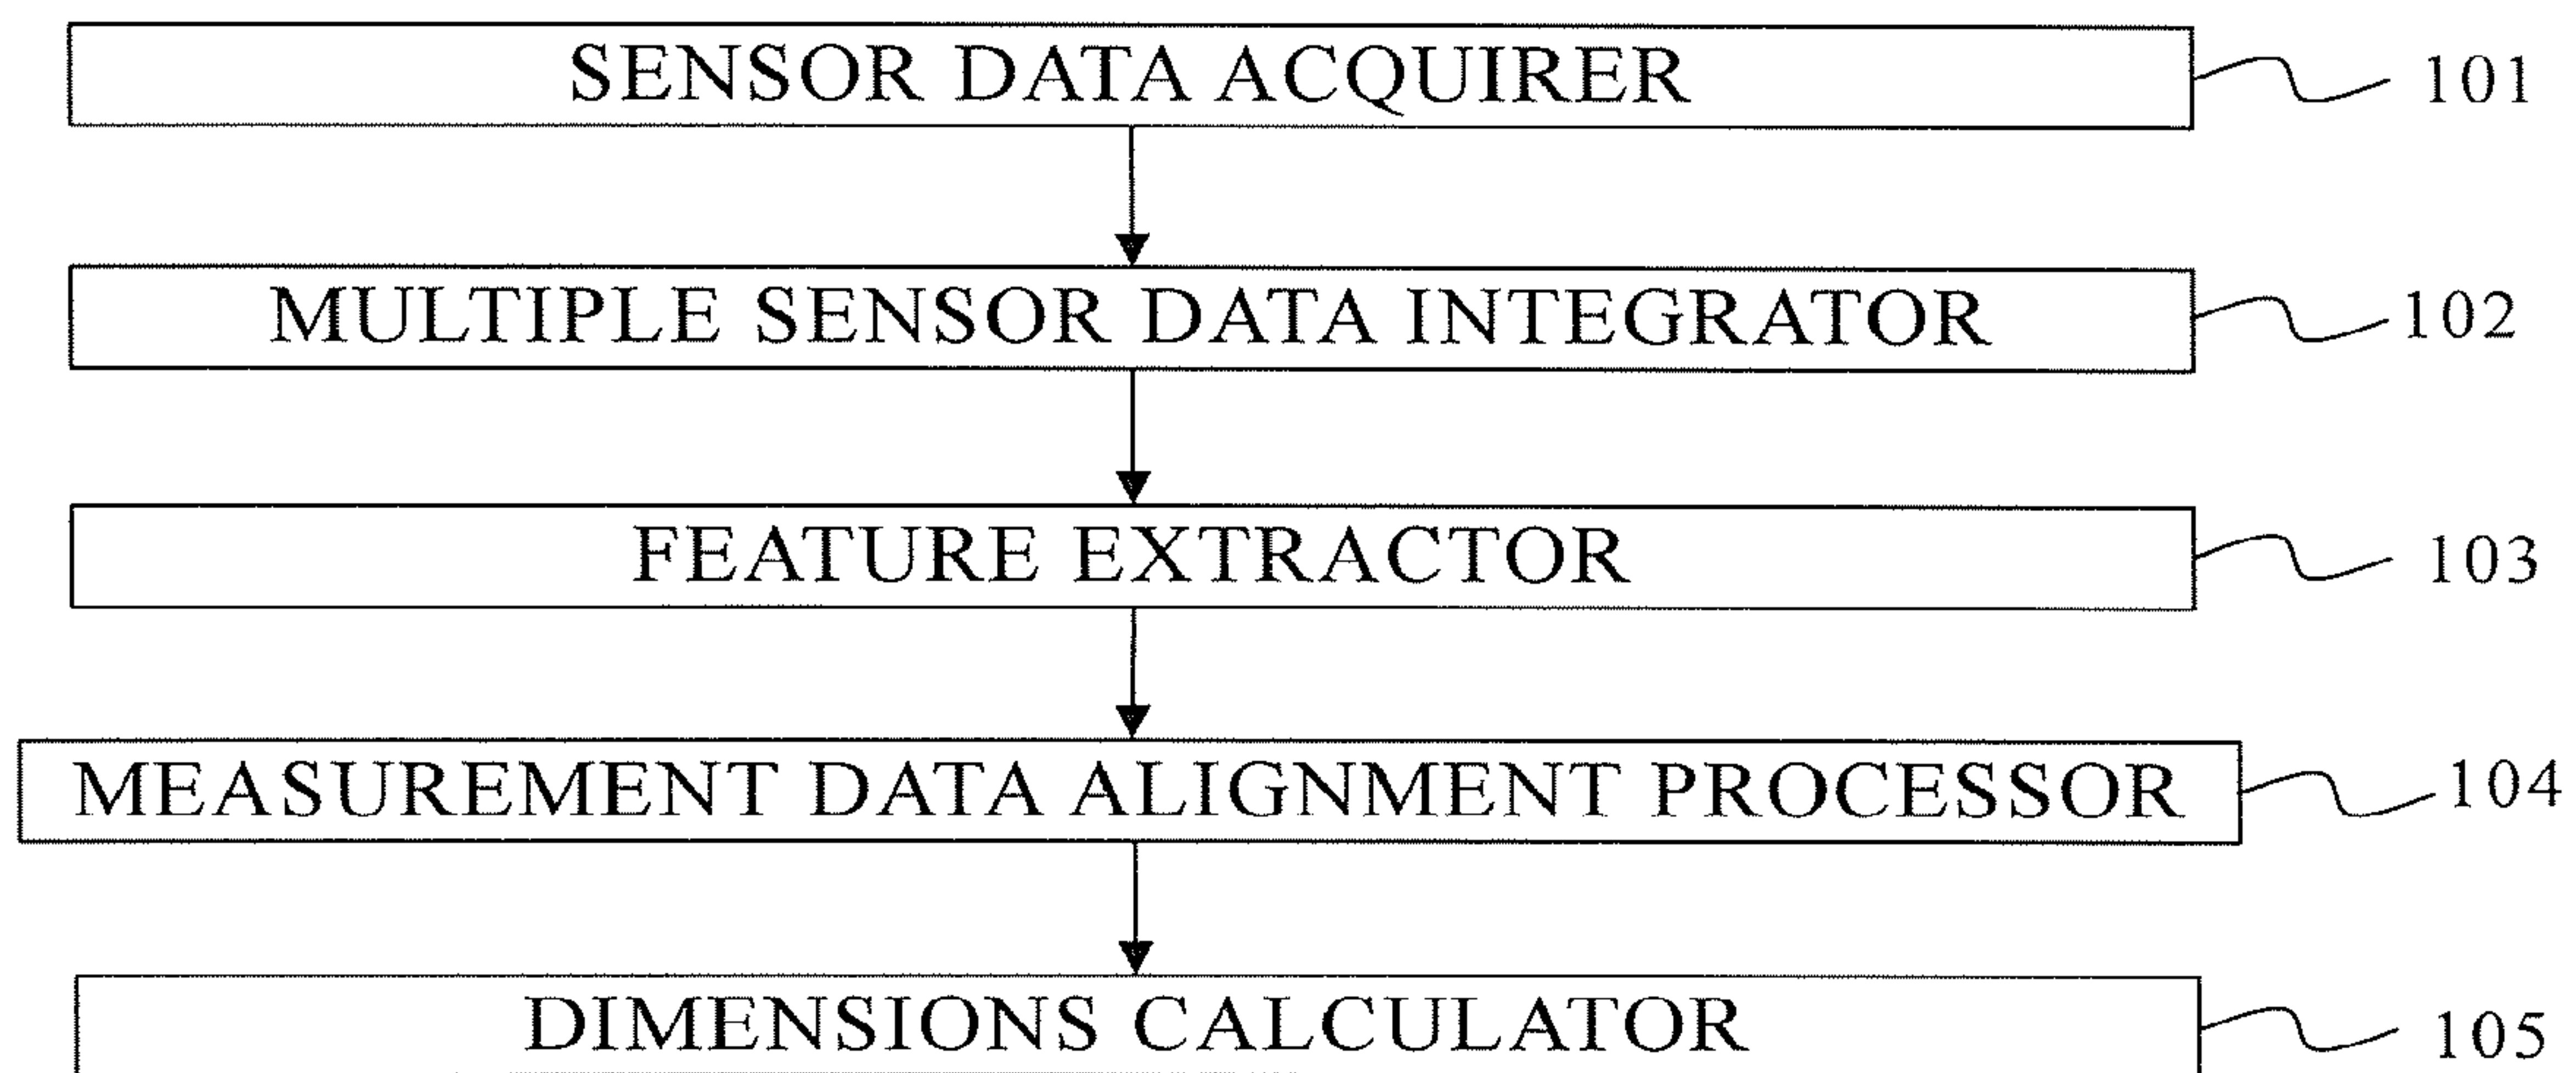 SENSOR DATA ACQUIRER 101
MULTIPLE SENSOR DATA INTEGRATOR 102
FEATURE EXTRACTOR 103
MEASUREMENT DATA ALIGNMENT PROCESSOR 104
DIMENSIONS CALCULATOR 105